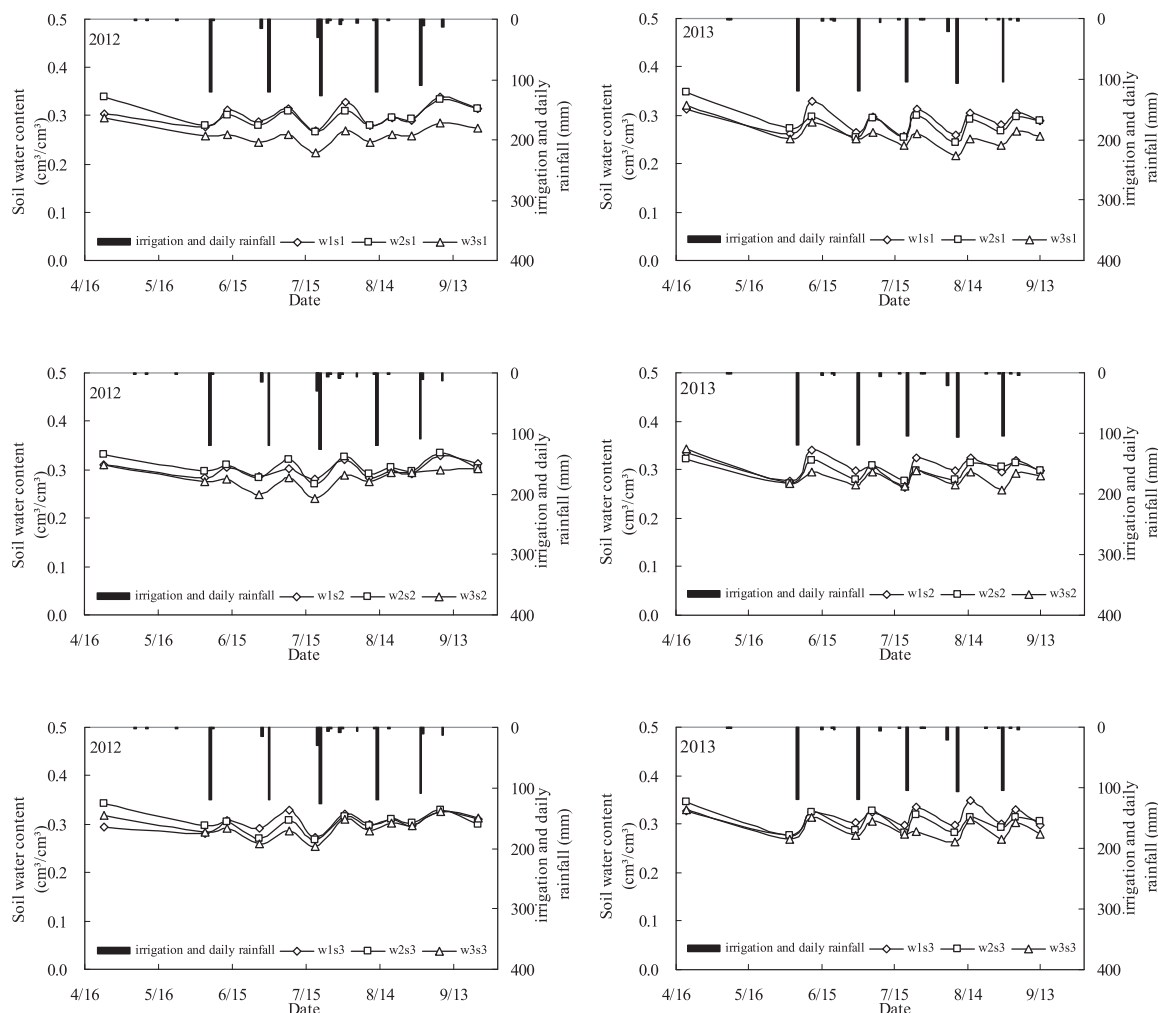 2012
Soil water content
(cm³/cm³)
0.5
0.4
0.3
0.2
0.1
0.0
0
100
200
300
400
irrigation and daily
rainfall (mm)
irrigation and daily rainfall w1s1 w2s1 w3s1
4/16 5/16 6/15 7/15 8/14 9/13
Date
2013
Soil water content
(cm³/cm³)
0.5
0.4
0.3
0.2
0.1
0.0
0
100
200
300
400
irrigation and daily
rainfall (mm)
irrigation and daily rainfall w1s1 w2s1 w3s1
4/16 6/15 7/15 8/14 9/13
Date
2012
Soil water content
(cm³/cm³)
0.5
0.4
0.3
0.2
0.1
0.0
0
100
200
300
400
irrigation and daily
rainfall (mm)
irrigation and daily rainfall w1s2 w2s2 w3s2
4/16 5/16 6/15 7/15 8/14 9/13
Date
2013
Soil water content
(cm³/cm³)
0.5
0.4
0.3
0.2
0.1
0.0
0
100
200
300
400
irrigation and daily
rainfall (mm)
irrigation and daily rainfall w1s2 w2s2 w3s2
4/16 6/15 7/15 8/14 9/13
Date
2012
Soil water content
(cm³/cm³)
0.5
0.4
0.3
0.2
0.1
0.0
0
100
200
300
400
irrigation and daily
rainfall (mm)
irrigation and daily rainfall w1s3 w2s3 w3s3
4/16 5/16 6/15 7/15 8/14 9/13
Date
2013
Soil water content
(cm³/cm³)
0.5
0.4
0.3
0.2
0.1
0.0
0
100
200
300
400
irrigation and daily
rainfall (mm)
irrigation and daily rainfall w1s3 w2s3 w3s3
4/16 6/15 7/15 8/14 9/13
Date